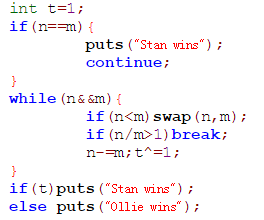 int t=1;
if(n==m){
puts("Stan wins");
continue;
}
while(n&&m){
if(n<m)swap(n,m);
if(n/m>1)break;
n-=m;t^=1;
}
if(t)puts("Stan wins");
else puts("Ollie wins");